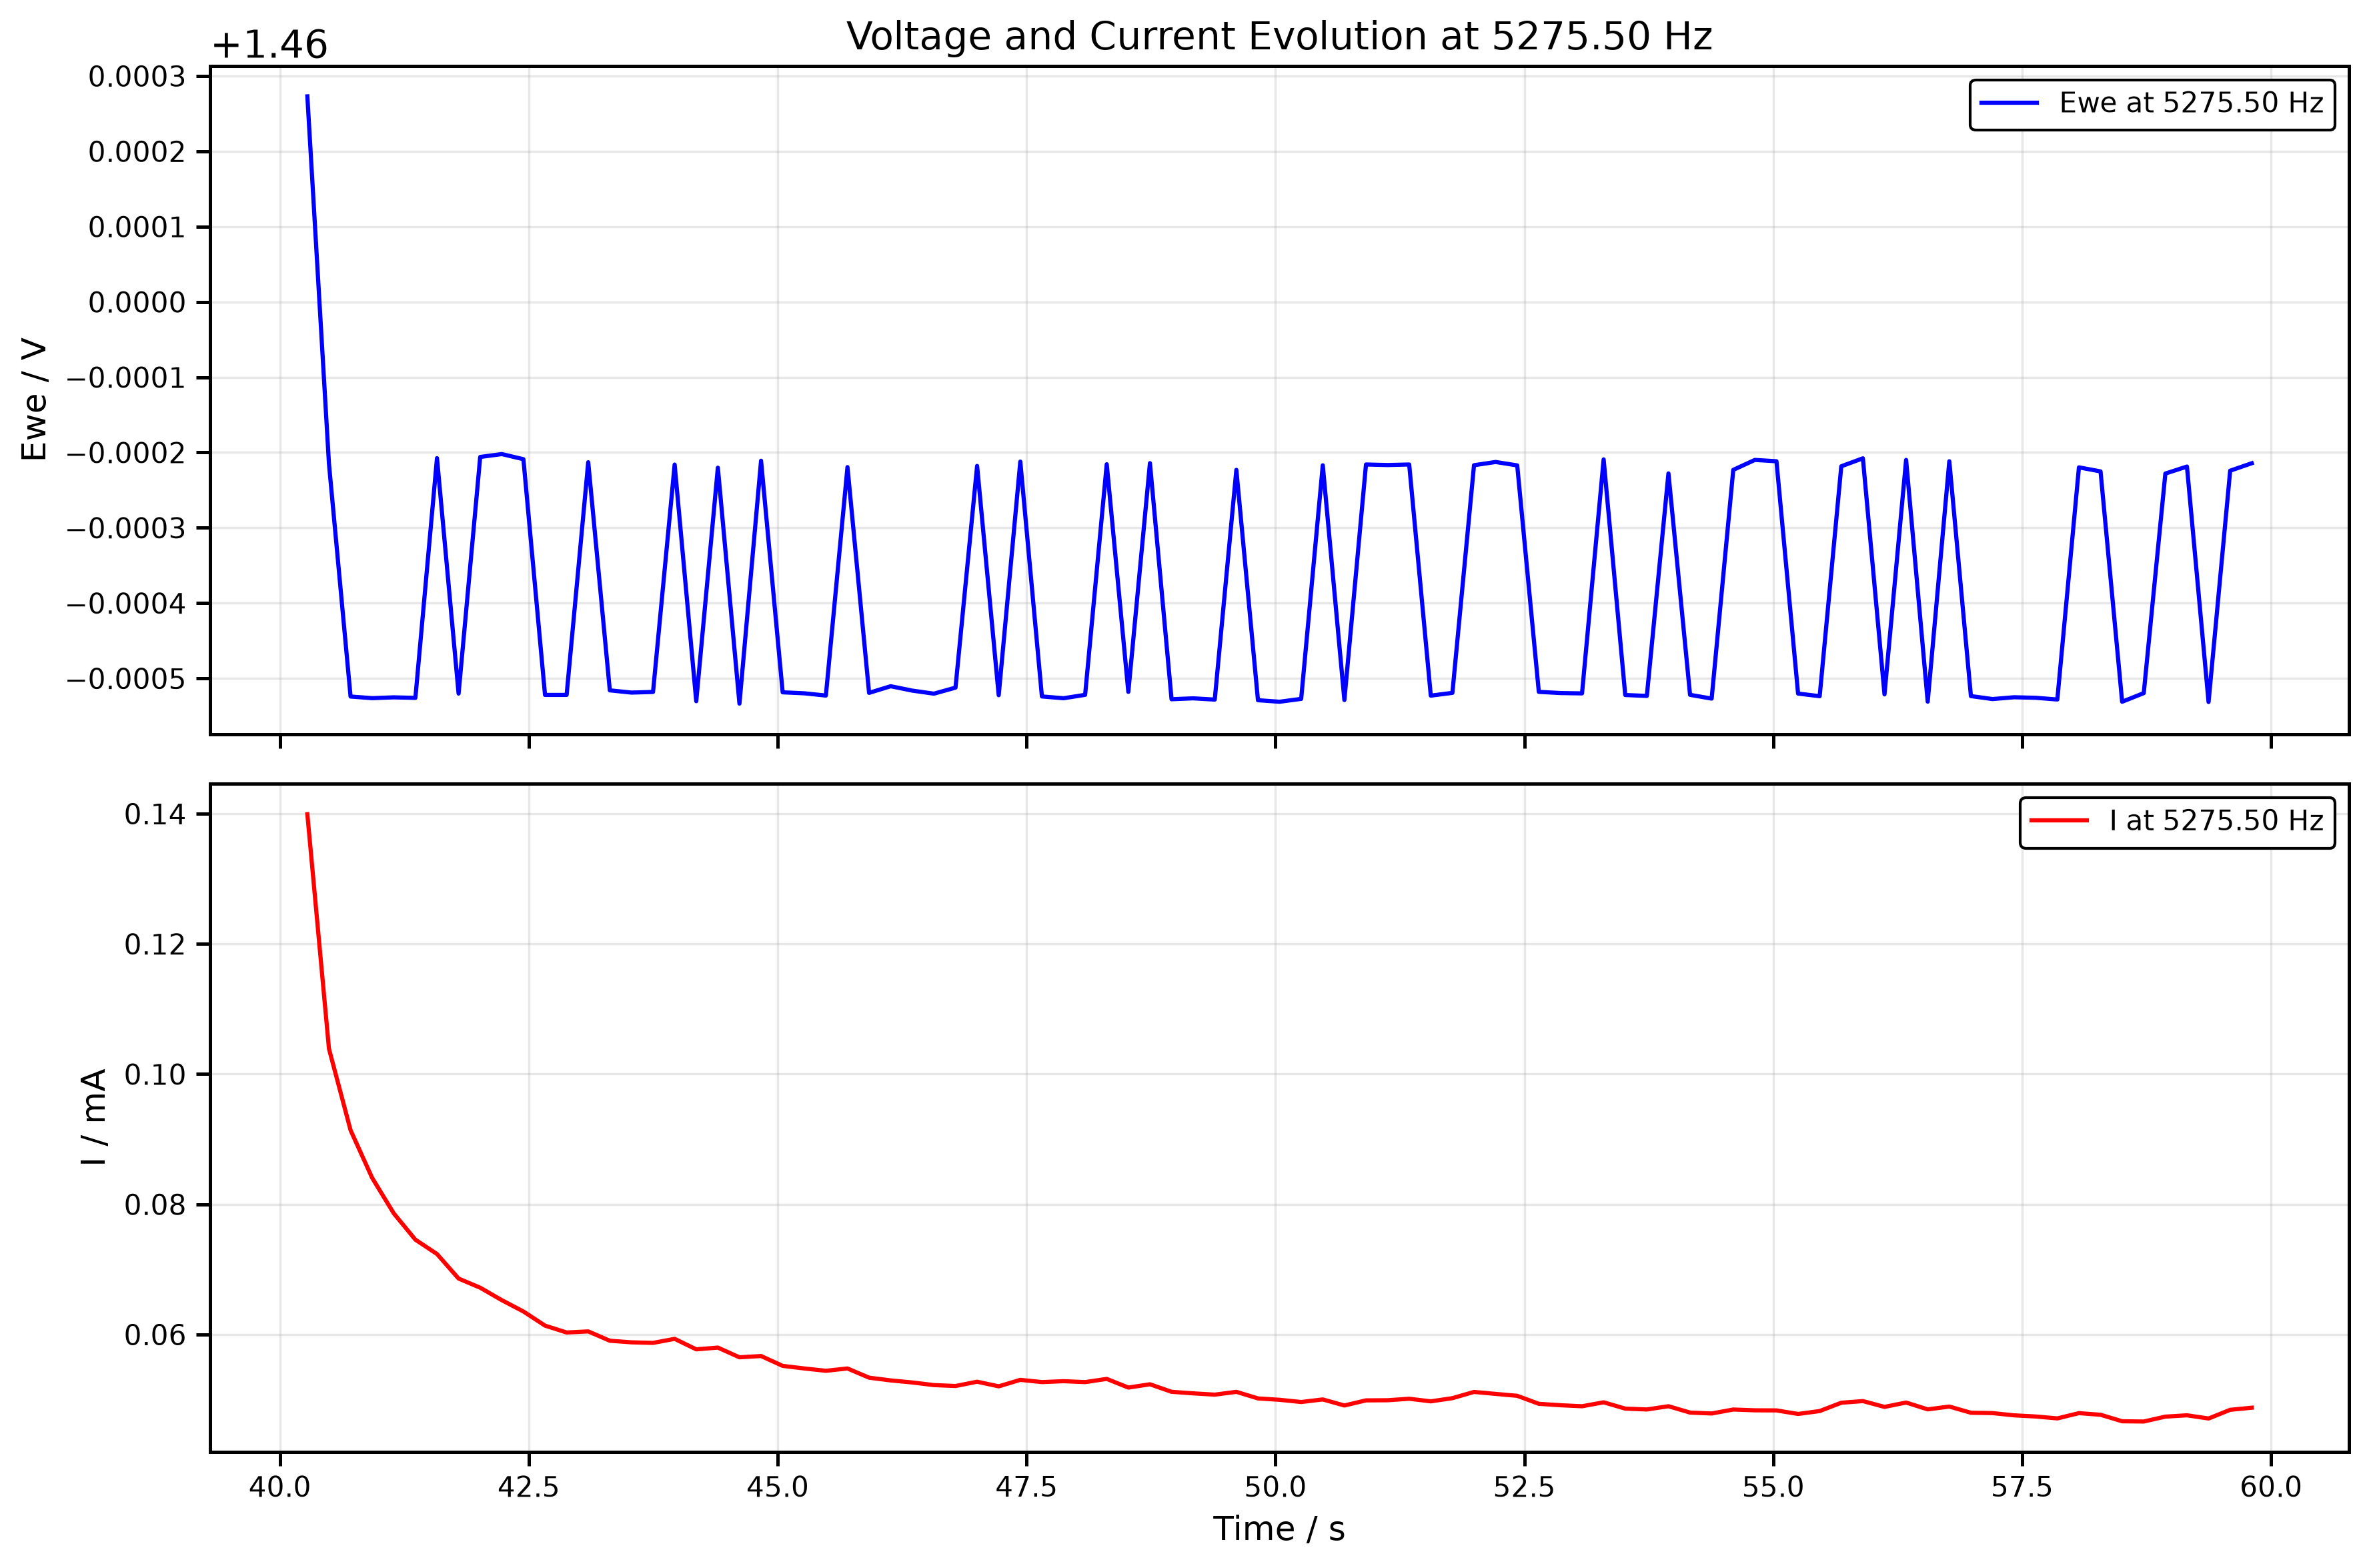 Voltage and Current Evolution at 5275.50 Hz
+1.46
0.0003
0.0002
0.0001
0.0000
−0.0001
−0.0002
−0.0003
−0.0004
−0.0005
Ewe / V
Ewe at 5275.50 Hz
0.14
0.12
0.10
0.08
0.06
I / mA
I at 5275.50 Hz
40.0 42.5 45.0 47.5 50.0 52.5 55.0 57.5 60.0
Time / s